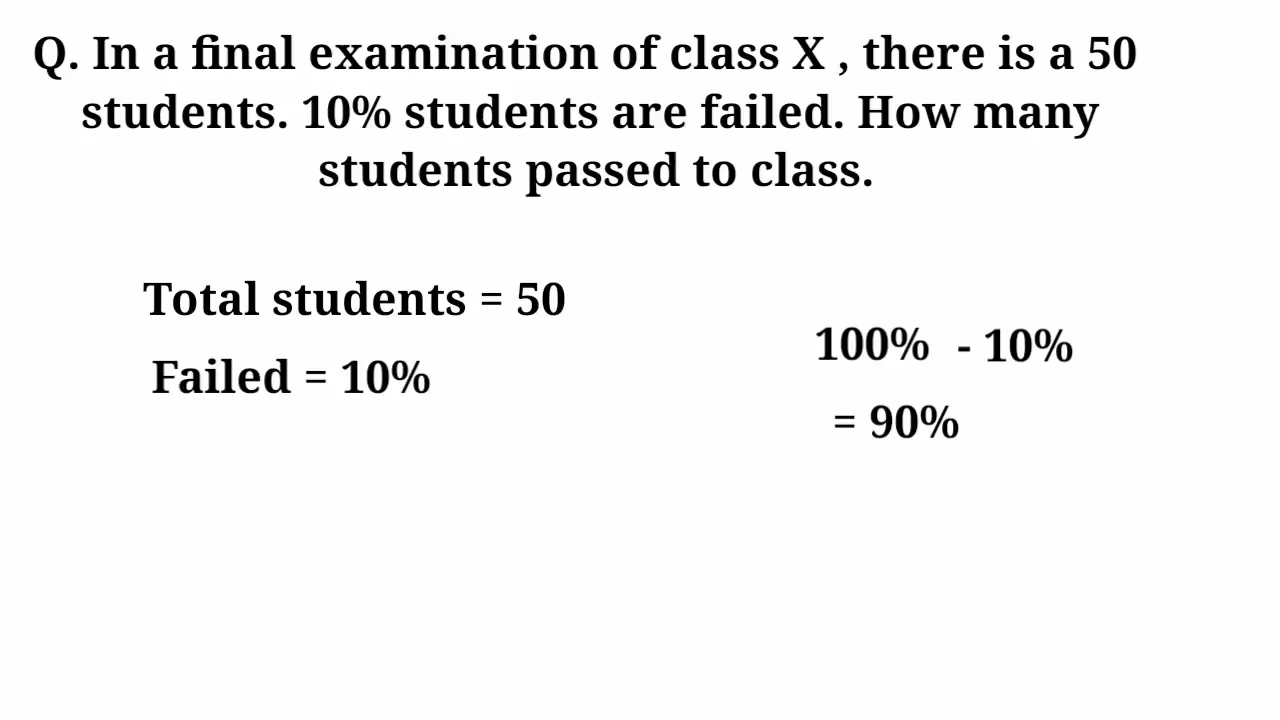 Q. In a final examination of class X , there is a 50
students. 10% students are failed. How many
students passed to class.
Total students = 50
Failed = 10%
100% - 10%
= 90%